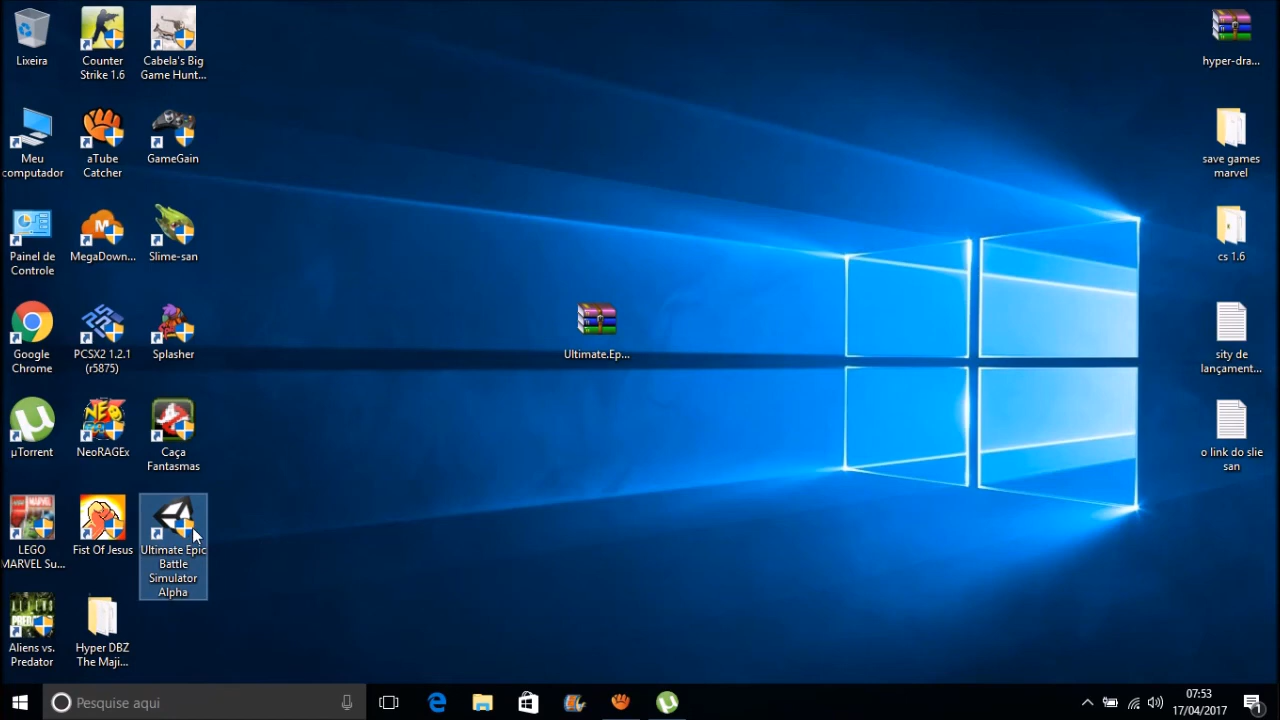 Lixeira
Counter
Strike 1.6
Cabela's Big
Game Hunt...
Meu
computador
aTube
Catcher
GameGain
Painel de
Controle
MegaDown...
Slime-san
Google
Chrome
PCSX2 1.2.1
(r5875)
Splasher
µTorrent
NeoRAGEx
Caça
Fantasmas
LEGO
MARVEL Su...
Fist Of Jesus
Ultimate Epic
Battle
Simulator
Alpha
Aliens vs.
Predator
Hyper DBZ
The Maji...
Ultimate.Ep...
hyper-dra...
save games
marvel
cs 1.6
sity de
lançament...
o link do slie
san
Pesquise aqui
07:53
17/04/2017
1